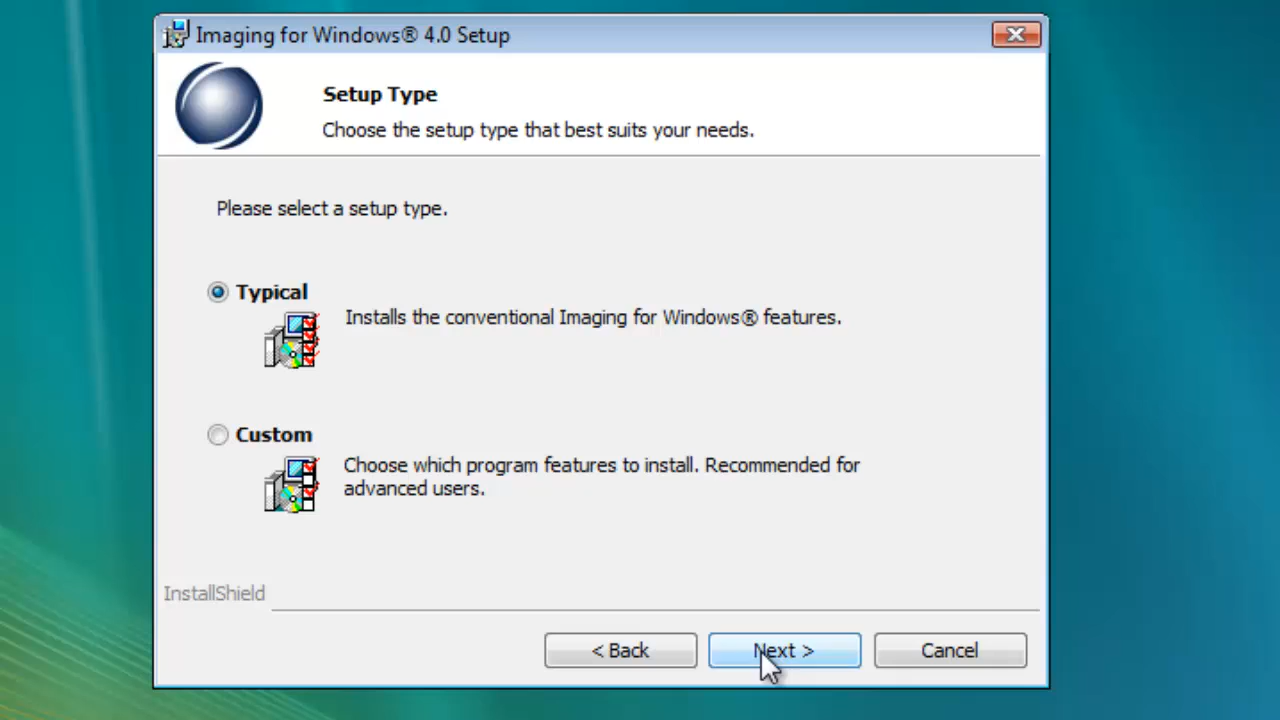 Imaging for Windows® 4.0 Setup
Setup Type
Choose the setup type that best suits your needs.
Please select a setup type.
Typical
Installs the conventional Imaging for Windows® features.
Custom
Choose which program features to install. Recommended for
advanced users.
InstallShield
< Back
Next >
Cancel